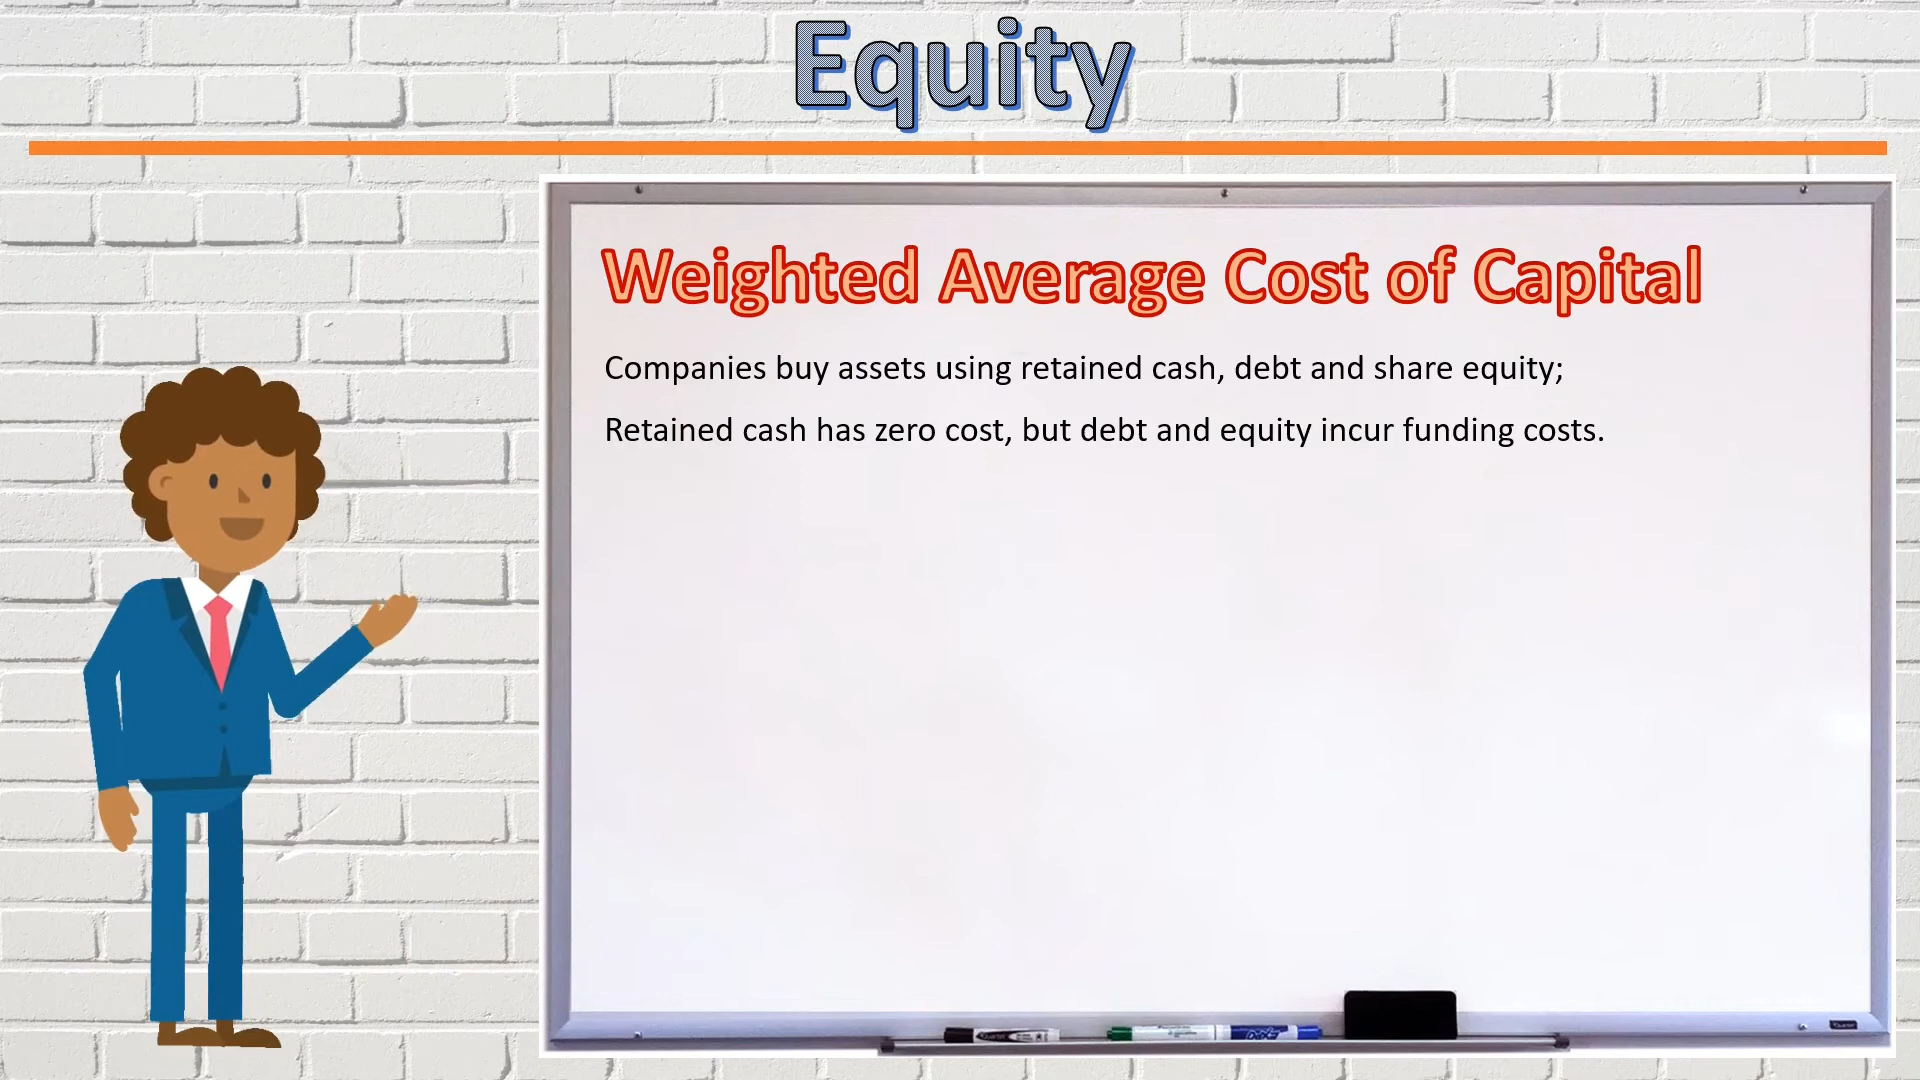 Equity
Weighted Average Cost of Capital
Companies buy assets using retained cash, debt and share equity;
Retained cash has zero cost, but debt and equity incur funding costs.